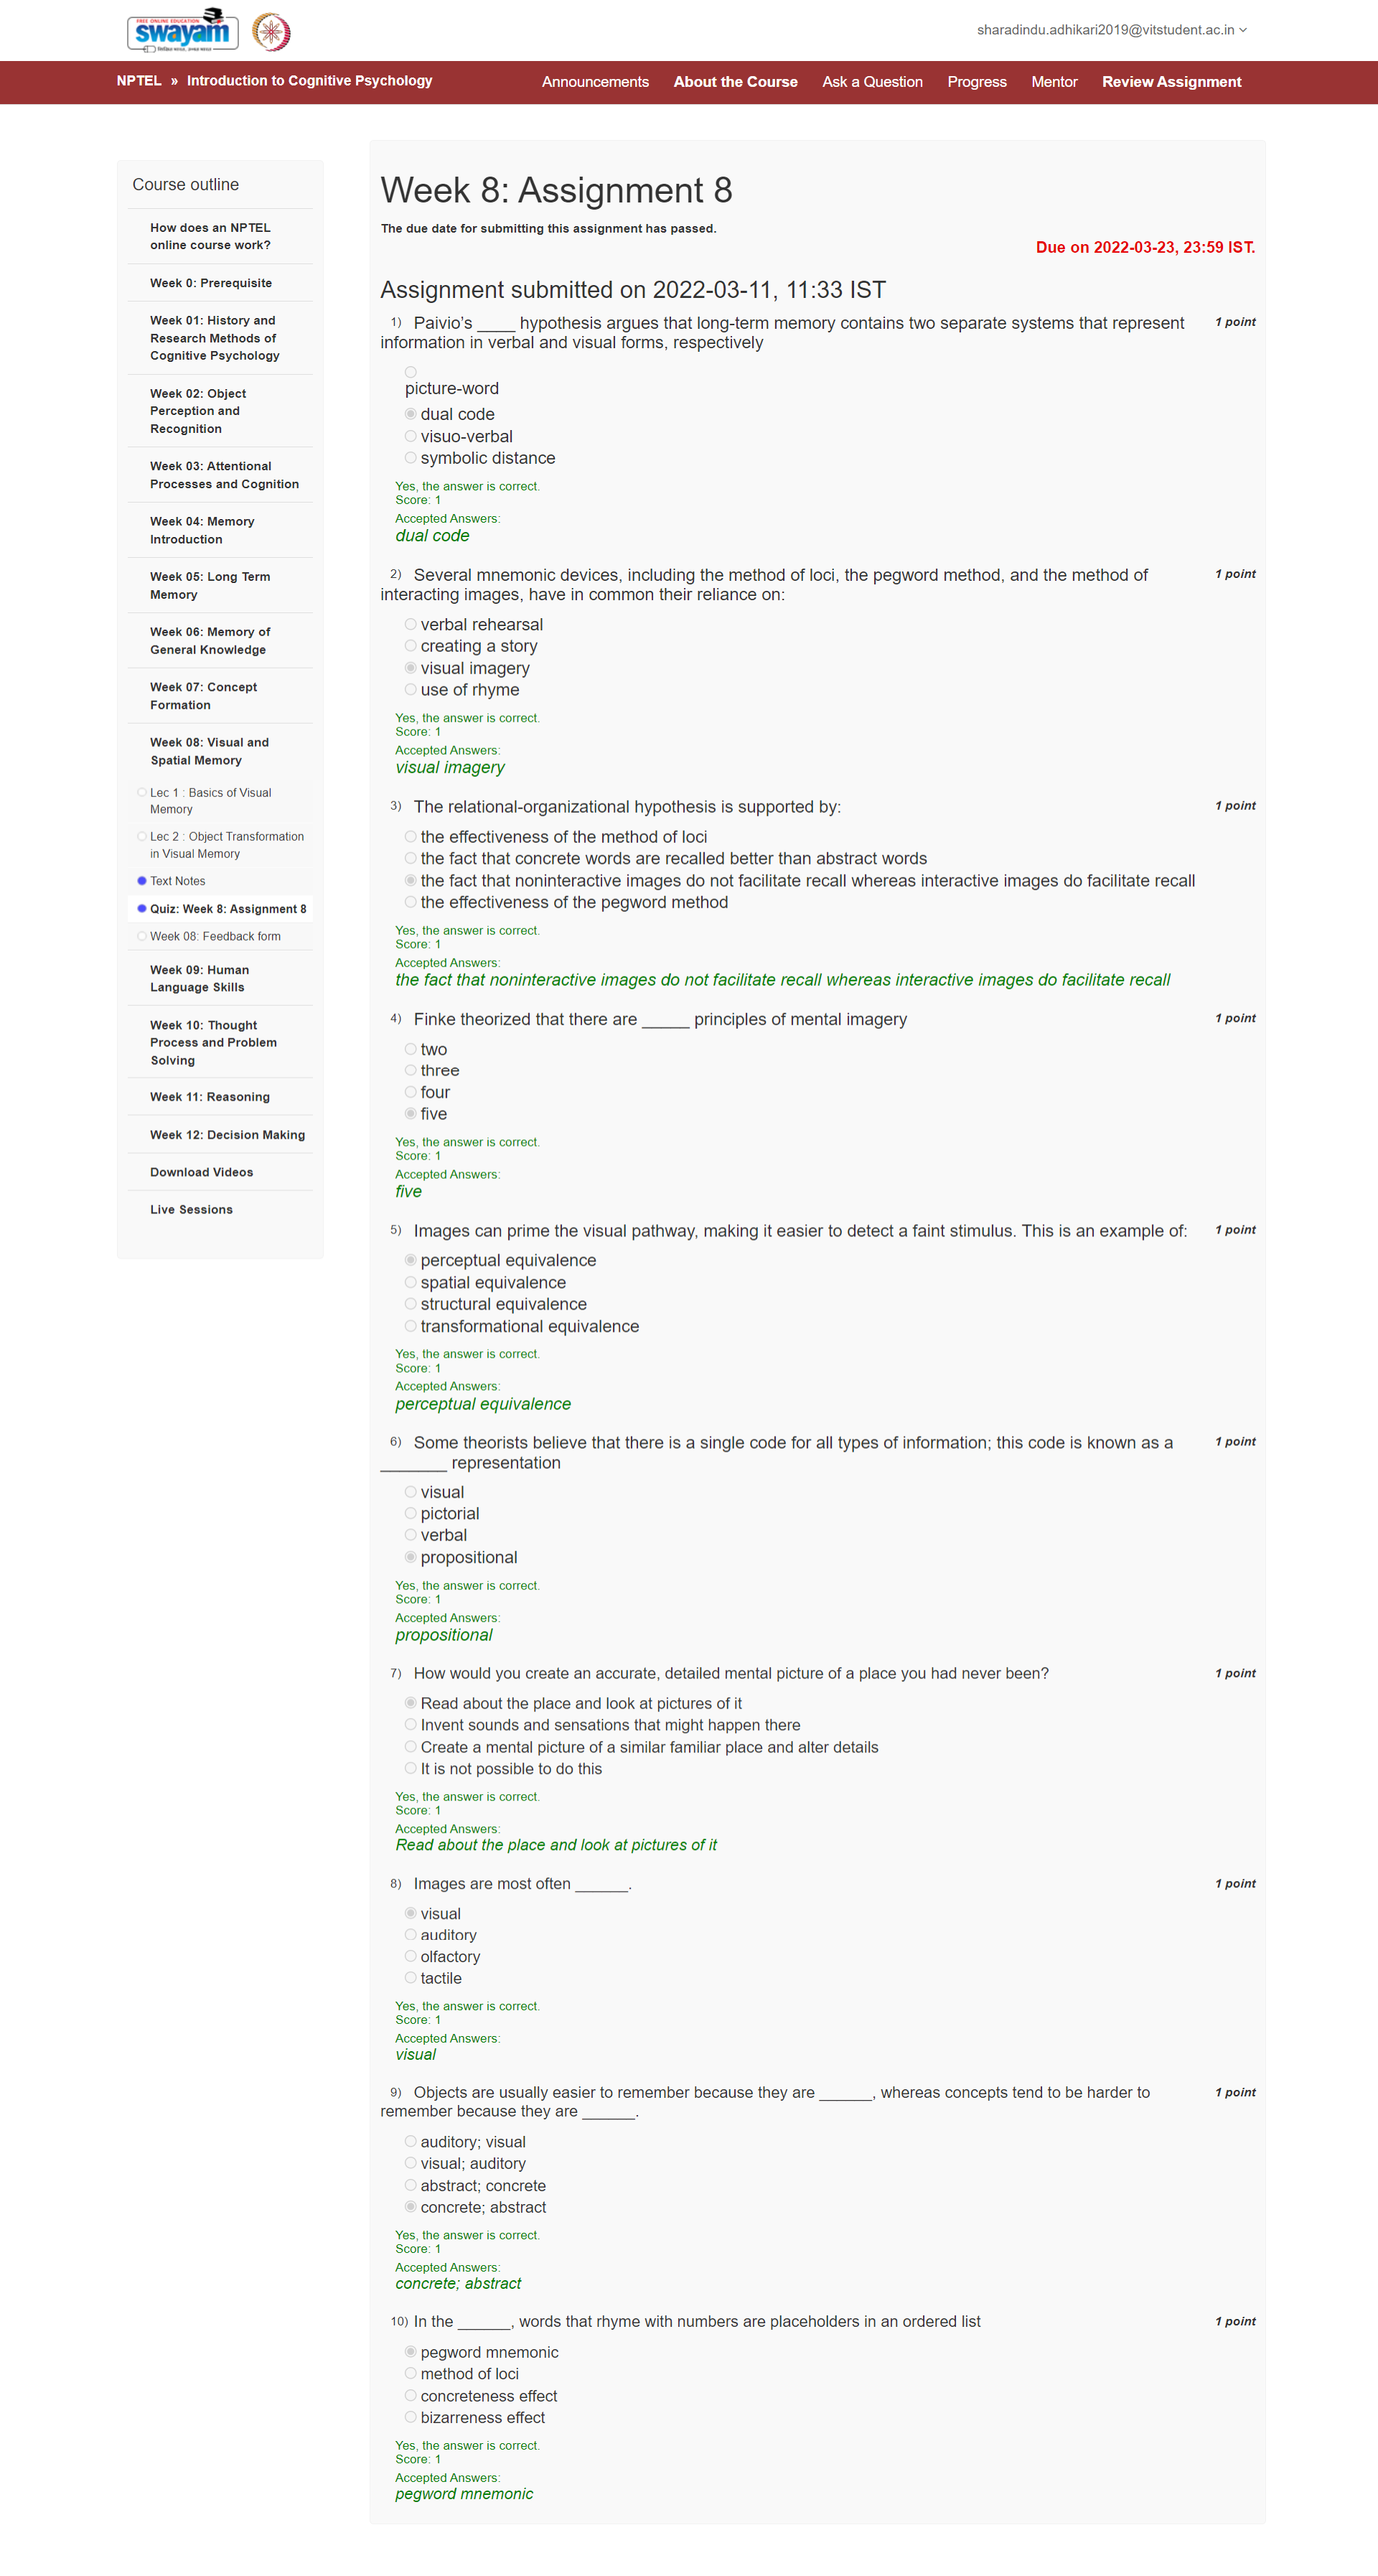 FREE ONLINE EDUCATION
swayam
sharadindu.adhikari2019@vitstudent.ac.in
NPTEL » Introduction to Cognitive Psychology
Announcements About the Course Ask a Question Progress Mentor Review Assignment
Course outline
How does an NPTEL
online course work?
Week 0: Prerequisite
Week 01: History and
Research Methods of
Cognitive Psychology
Week 02: Object
Perception and
Recognition
Week 03: Attentional
Processes and Cognition
Week 04: Memory
Introduction
Week 05: Long Term
Memory
Week 06: Memory of
General Knowledge
Week 07: Concept
Formation
Week 08: Visual and
Spatial Memory
Lec 1 : Basics of Visual
Memory
Lec 2 : Object Transformation
in Visual Memory
Text Notes
Quiz: Week 8: Assignment 8
Week 08: Feedback form
Week 09: Human
Language Skills
Week 10: Thought
Process and Problem
Solving
Week 11: Reasoning
Week 12: Decision Making
Download Videos
Live Sessions
Week 8: Assignment 8
The due date for submitting this assignment has passed.
Due on 2022-03-23, 23:59 IST.
Assignment submitted on 2022-03-11, 11:33 IST
1) Paivio’s ____ hypothesis argues that long-term memory contains two separate systems that represent 1 point
information in verbal and visual forms, respectively
picture-word
dual code
visuo-verbal
symbolic distance
Yes, the answer is correct.
Score: 1
Accepted Answers:
dual code
2) Several mnemonic devices, including the method of loci, the pegword method, and the method of 1 point
interacting images, have in common their reliance on:
verbal rehearsal
creating a story
visual imagery
use of rhyme
Yes, the answer is correct.
Score: 1
Accepted Answers:
visual imagery
3) The relational-organizational hypothesis is supported by: 1 point
the effectiveness of the method of loci
the fact that concrete words are recalled better than abstract words
the fact that noninteractive images do not facilitate recall whereas interactive images do facilitate recall
the effectiveness of the pegword method
Yes, the answer is correct.
Score: 1
Accepted Answers:
the fact that noninteractive images do not facilitate recall whereas interactive images do facilitate recall
4) Finke theorized that there are _____ principles of mental imagery 1 point
two
three
four
five
Yes, the answer is correct.
Score: 1
Accepted Answers:
five
5) Images can prime the visual pathway, making it easier to detect a faint stimulus. This is an example of: 1 point
perceptual equivalence
spatial equivalence
structural equivalence
transformational equivalence
Yes, the answer is correct.
Score: 1
Accepted Answers:
perceptual equivalence
6) Some theorists believe that there is a single code for all types of information; this code is known as a 1 point
_______ representation
visual
pictorial
verbal
propositional
Yes, the answer is correct.
Score: 1
Accepted Answers:
propositional
7) How would you create an accurate, detailed mental picture of a place you had never been? 1 point
Read about the place and look at pictures of it
Invent sounds and sensations that might happen there
Create a mental picture of a similar familiar place and alter details
It is not possible to do this
Yes, the answer is correct.
Score: 1
Accepted Answers:
Read about the place and look at pictures of it
8) Images are most often ______. 1 point
visual
auditory
olfactory
tactile
Yes, the answer is correct.
Score: 1
Accepted Answers:
visual
9) Objects are usually easier to remember because they are ______, whereas concepts tend to be harder to 1 point
remember because they are ______.
auditory; visual
visual; auditory
abstract; concrete
concrete; abstract
Yes, the answer is correct.
Score: 1
Accepted Answers:
concrete; abstract
10) In the ______, words that rhyme with numbers are placeholders in an ordered list 1 point
pegword mnemonic
method of loci
concreteness effect
bizarreness effect
Yes, the answer is correct.
Score: 1
Accepted Answers:
pegword mnemonic